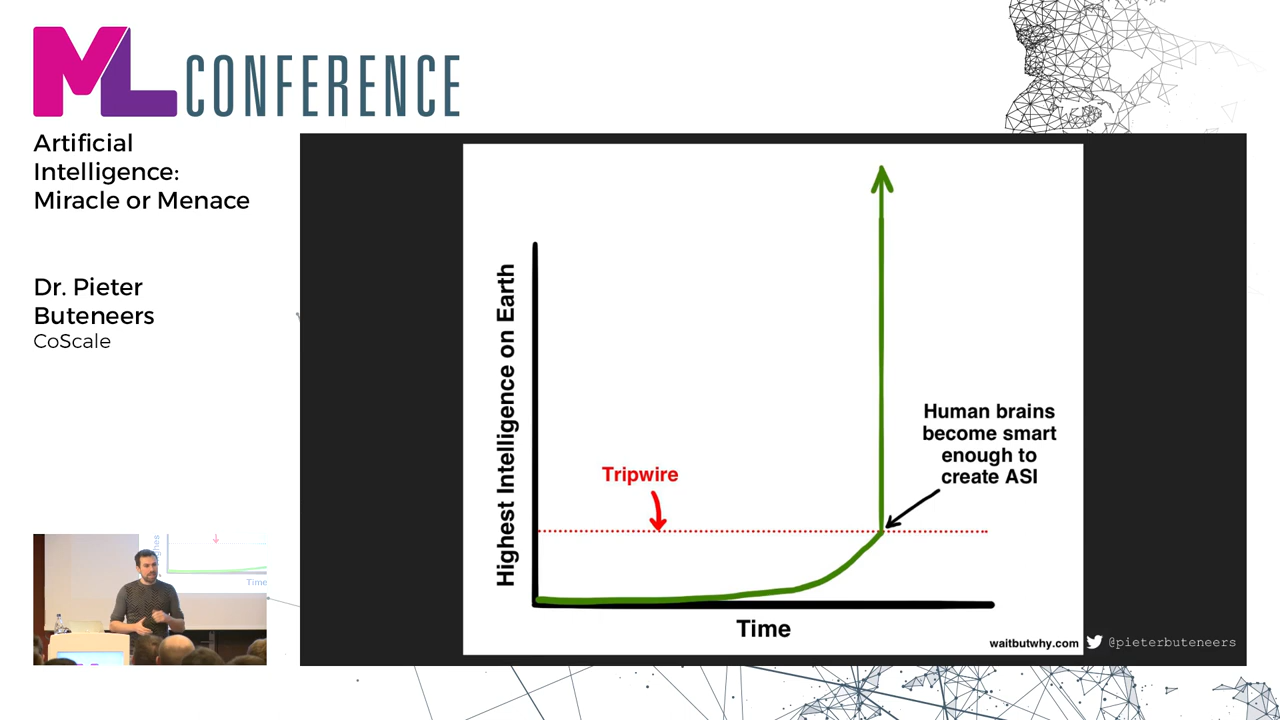 ML CONFERENCE
Artificial
Intelligence:
Miracle or Menace
Dr. Pieter
Buteneers
CoScale
Highest Intelligence on Earth
Tripwire
Human brains
become smart
enough to
create ASI
Time
waitbutwhy.com
@pieterbuteneers
Time